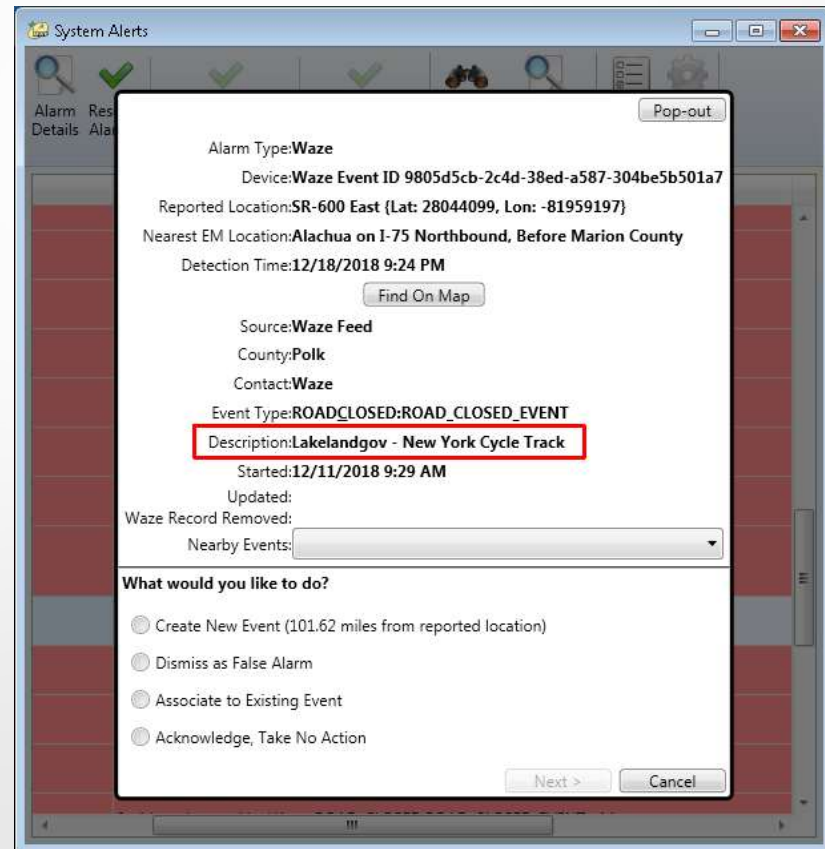 System Alerts
Alarm Details
Res
Ala
Pop-out
Alarm Type:Waze
Device:Waze Event ID 9805d5cb-2c4d-38ed-a587-304be5b501a7
Reported Location:SR-600 East {Lat: 28044099, Lon: -81959197}
Nearest EM Location:Alachua on I-75 Northbound, Before Marion County
Detection Time:12/18/2018 9:24 PM
Find On Map
Source:Waze Feed
County:Polk
Contact:Waze
Event Type:ROADCLOSED:ROAD_CLOSED_EVENT
Description:Lakelandgov - New York Cycle Track
Started:12/11/2018 9:29 AM
Updated:
Waze Record Removed:
Nearby Events:
What would you like to do?
Create New Event (101.62 miles from reported location)
Dismiss as False Alarm
Associate to Existing Event
Acknowledge, Take No Action
Next >
Cancel